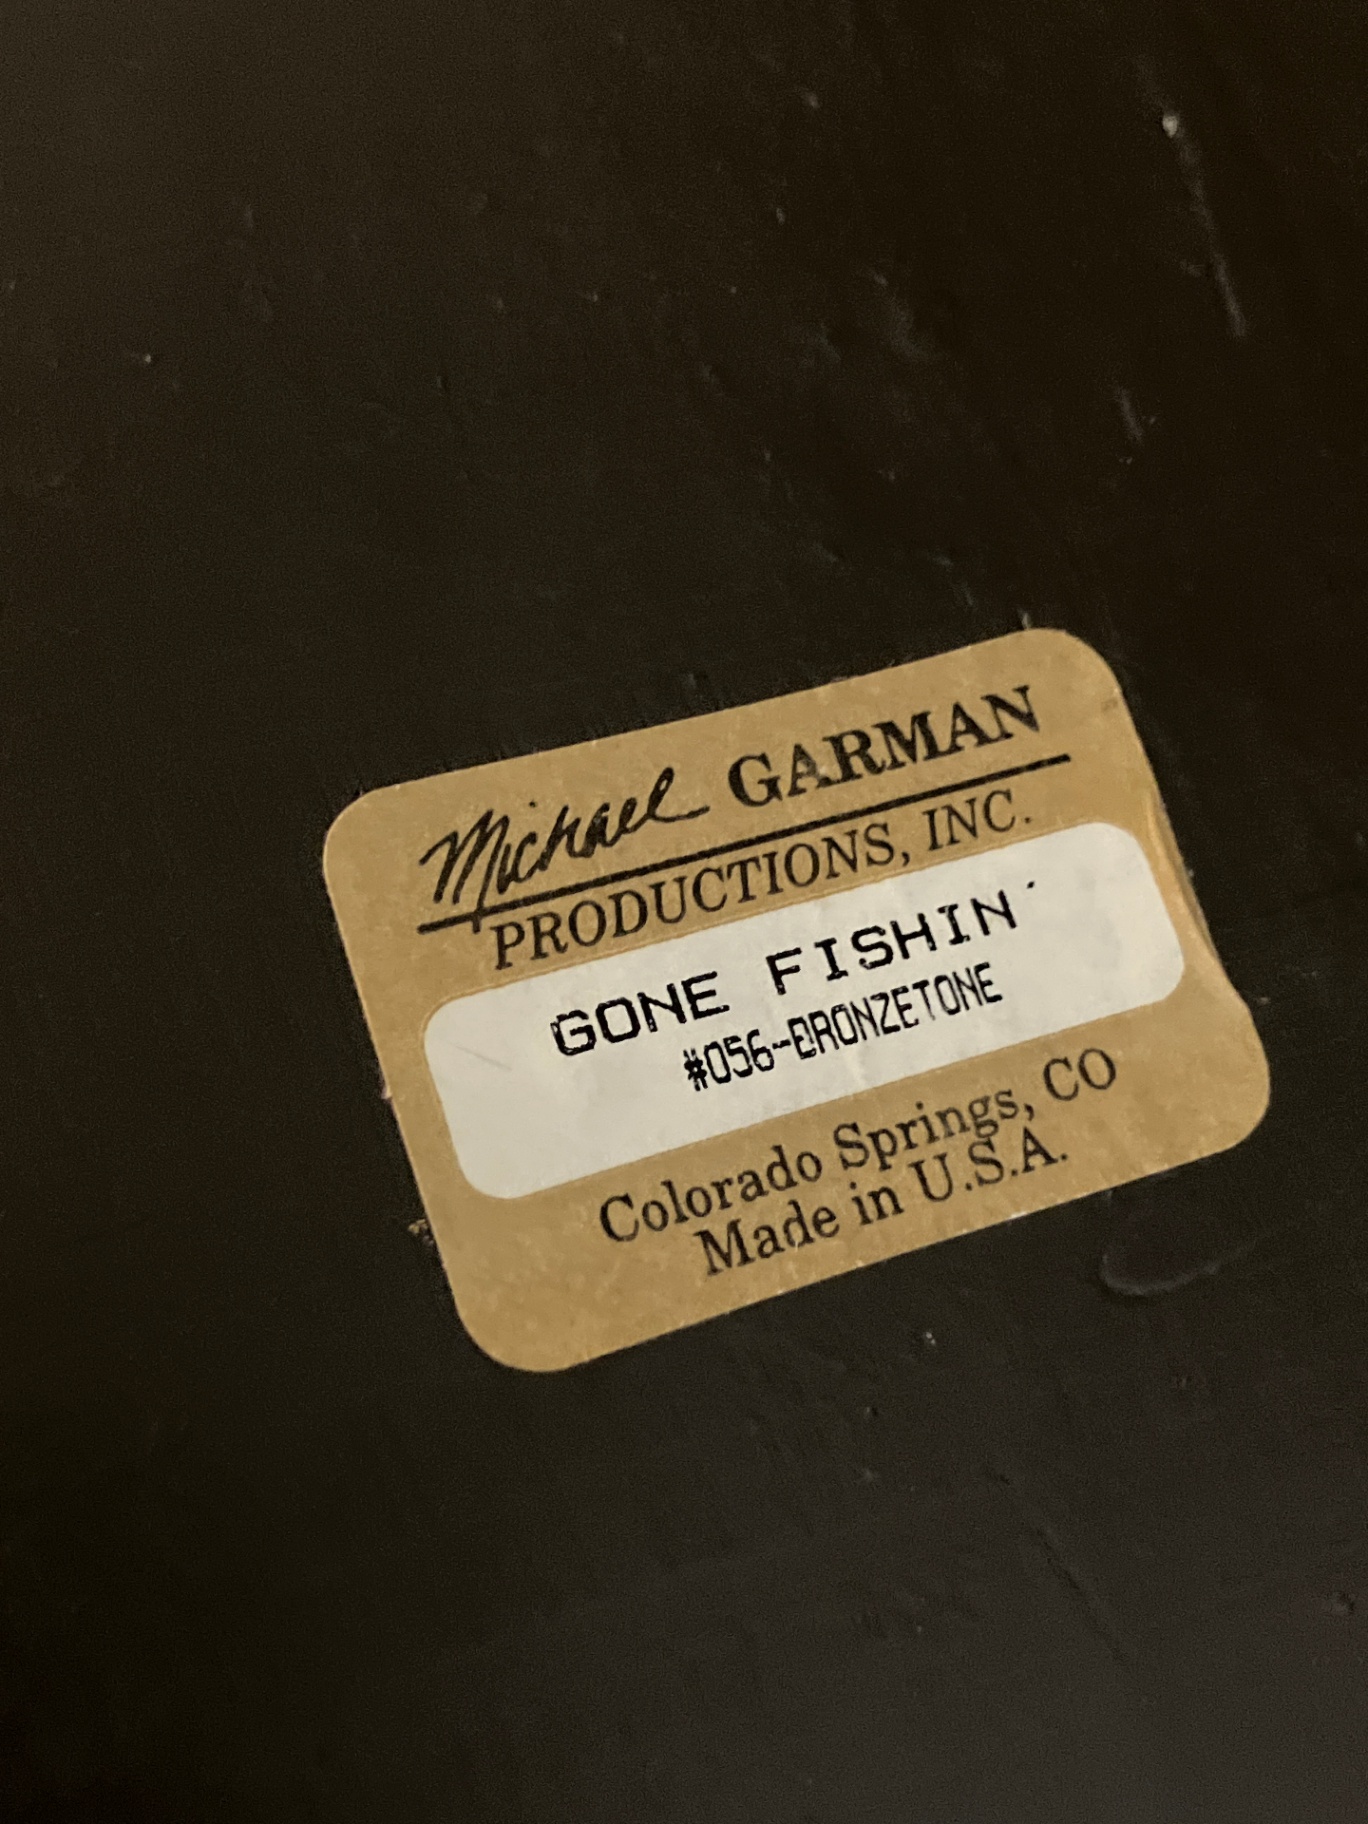 Michael GARMAN
PRODUCTIONS, INC.
GONE FISHIN'
#056-BRONZETONE
Colorado Springs, CO
Made in U.S.A.